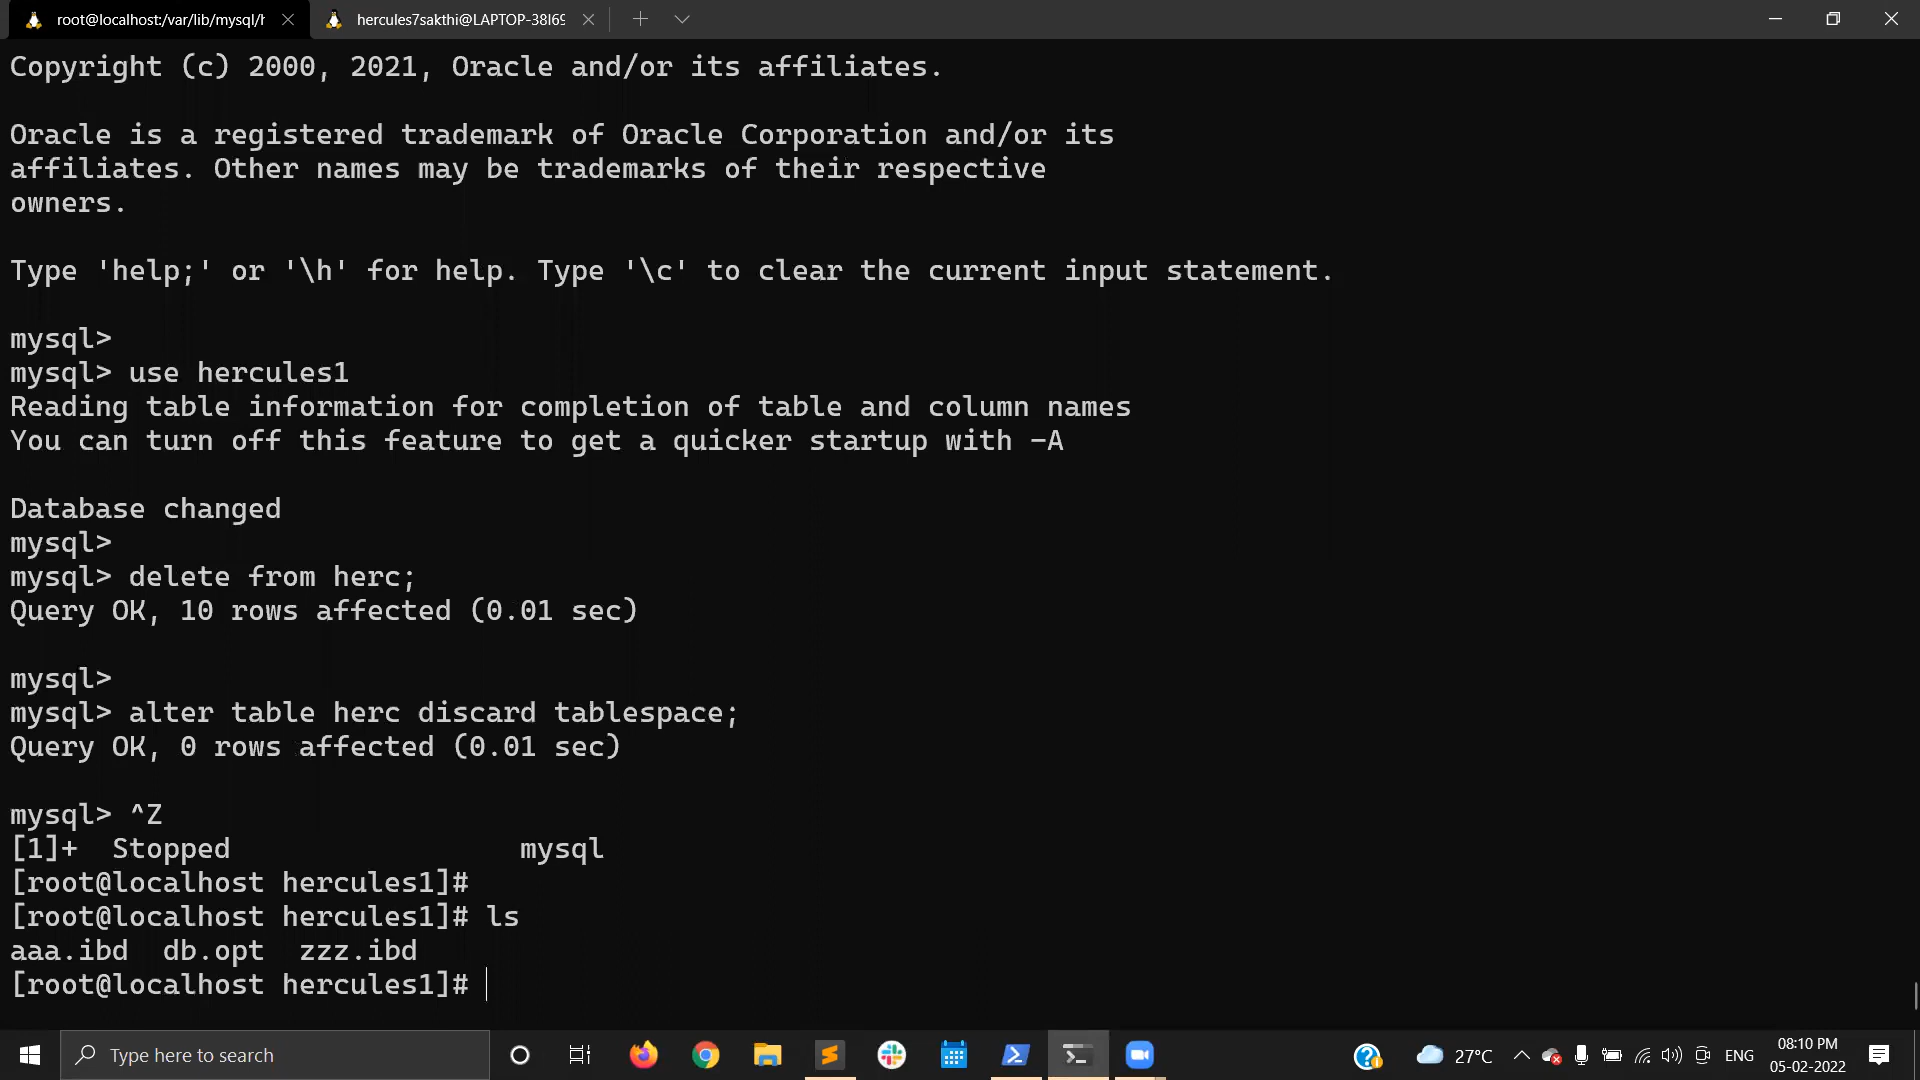 root@localhost:/var/lib/mysql/h
hercules7sakthi@LAPTOP-38I69
Copyright (c) 2000, 2021, Oracle and/or its affiliates.
Oracle is a registered trademark of Oracle Corporation and/or its
affiliates. Other names may be trademarks of their respective
owners.
Type 'help;' or '\h' for help. Type '\c' to clear the current input statement.
mysql>
mysql> use hercules1
Reading table information for completion of table and column names
You can turn off this feature to get a quicker startup with -A
Database changed
mysql>
mysql> delete from herc;
Query OK, 10 rows affected (0.01 sec)
mysql>
mysql> alter table herc discard tablespace;
Query OK, 0 rows affected (0.01 sec)
mysql> ^Z
[1]+  Stopped                 mysql
[root@localhost hercules1]#
[root@localhost hercules1]# ls
aaa.ibd  db.opt  zzz.ibd
[root@localhost hercules1]#
Type here to search
27°C
ENG
08:10 PM
05-02-2022